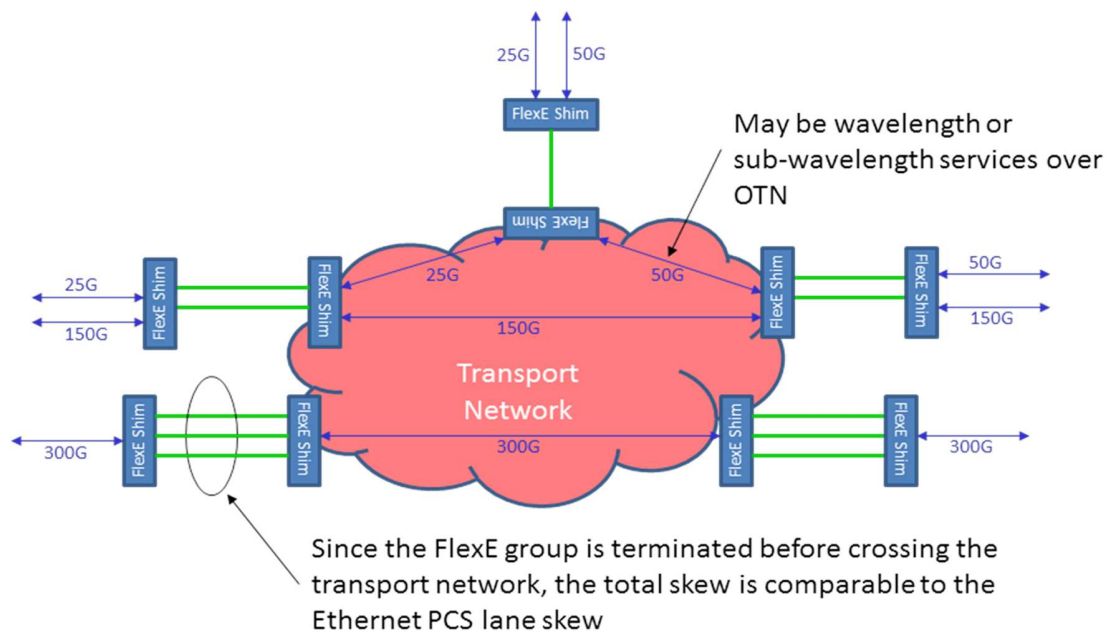 25G
50G
FlexE Shim
May be wavelength or
sub-wavelength services over
OTN
FlexE Shim
25G
150G
FlexE Shim
FlexE Shim
25G
50G
150G
FlexE Shim
FlexE Shim
50G
150G
Transport
Network
300G
FlexE Shim
FlexE Shim
300G
FlexE Shim
FlexE Shim
300G
Since the FlexE group is terminated before crossing the
transport network, the total skew is comparable to the
Ethernet PCS lane skew